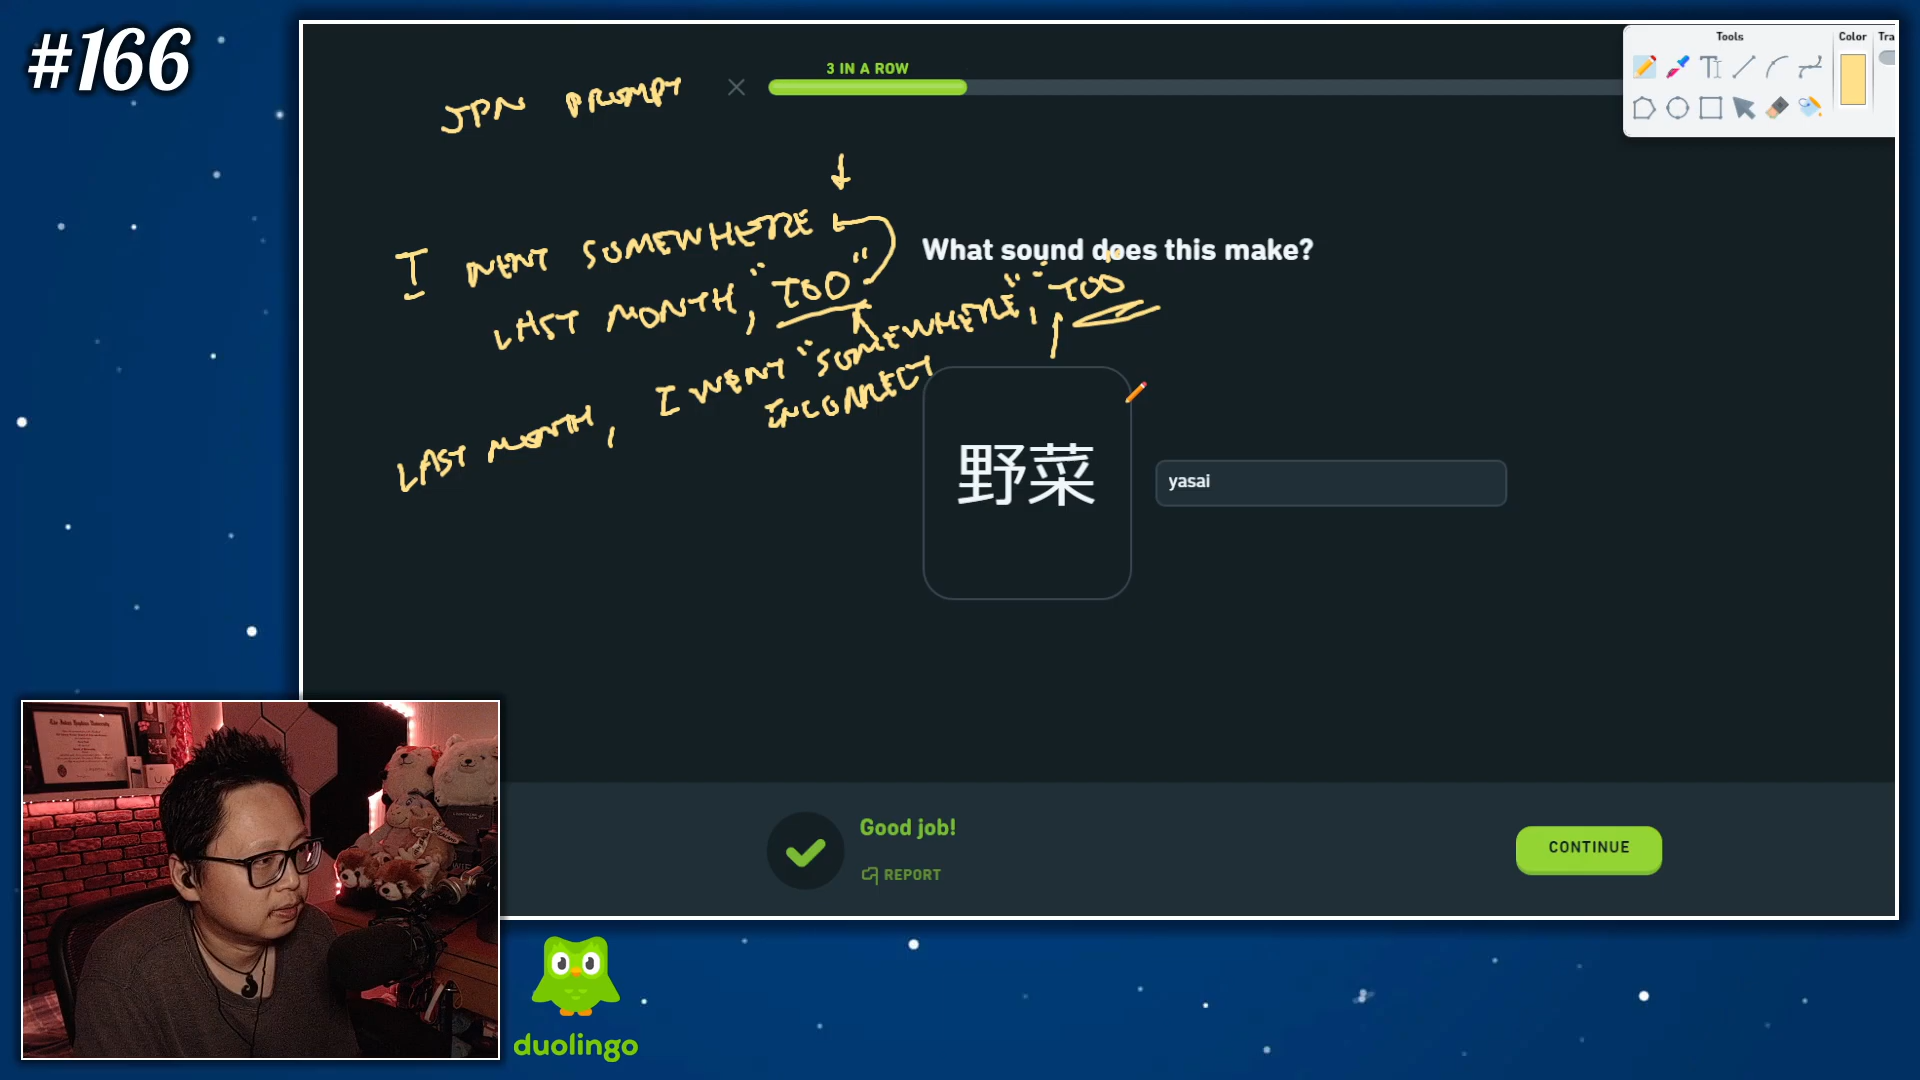 #166
3 IN A ROW
Tools
Color
Tra
JPN PROMPT
What sound does this make?
I WENT SOMEWHERE
LAST MONTH, "TOO"
LAST MONTH, I WENT "SOMEWHERE", "TOO"
INCORRECT
野菜
yasai
Good job!
REPORT
CONTINUE
duolingo